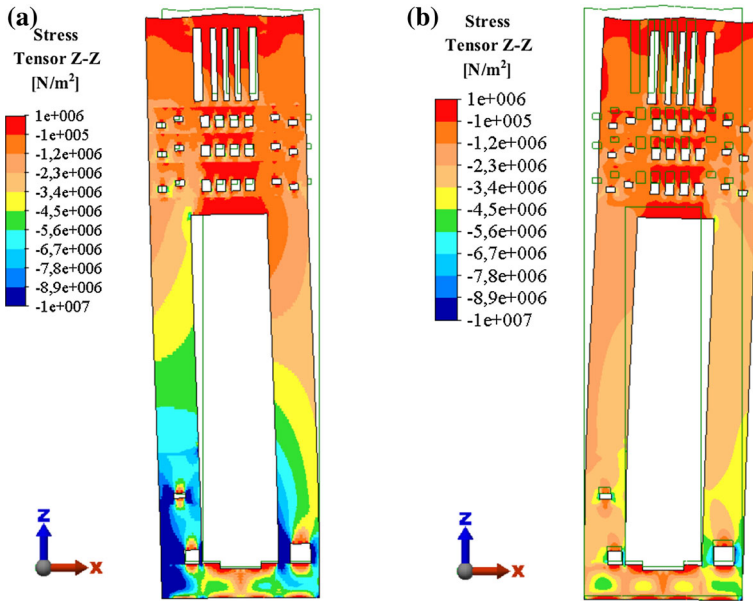 (a)
Stress
Tensor Z-Z
[N/m²]
1e+006
-1e+005
-1,2e+006
-2,3e+006
-3,4e+006
-4,5e+006
-5,6e+006
-6,7e+006
-7,8e+006
-8,9e+006
-1e+007
Z
X
(b)
Stress
Tensor Z-Z
[N/m²]
1e+006
-1e+005
-1,2e+006
-2,3e+006
-3,4e+006
-4,5e+006
-5,6e+006
-6,7e+006
-7,8e+006
-8,9e+006
-1e+007
Z
X